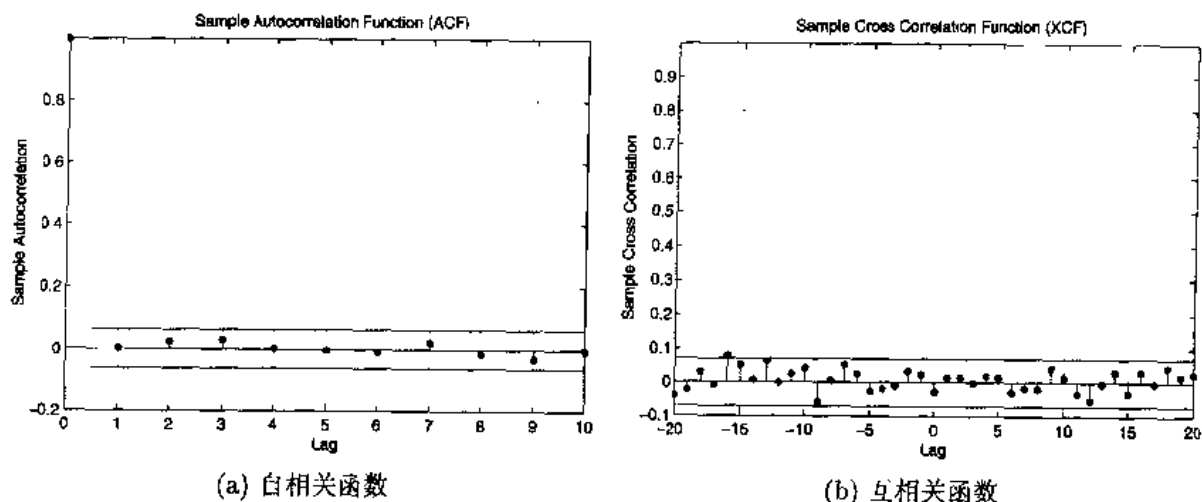 Sample Autocorrelation Function (ACF)
Sample Autocorrelation
0.8
0.6
0.4
0.2
0
-0.2
0 1 2 3 4 5 6 7 8 9 10
Lag
(a) 自相关函数
Sample Cross Correlation Function (XCF)
Sample Cross Correlation
0.9
0.8
0.7
0.6
0.5
0.4
0.3
0.2
0.1
0
-0.1
-20 -15 -10 -5 0 5 10 15 20
Lag
(b) 互相关函数